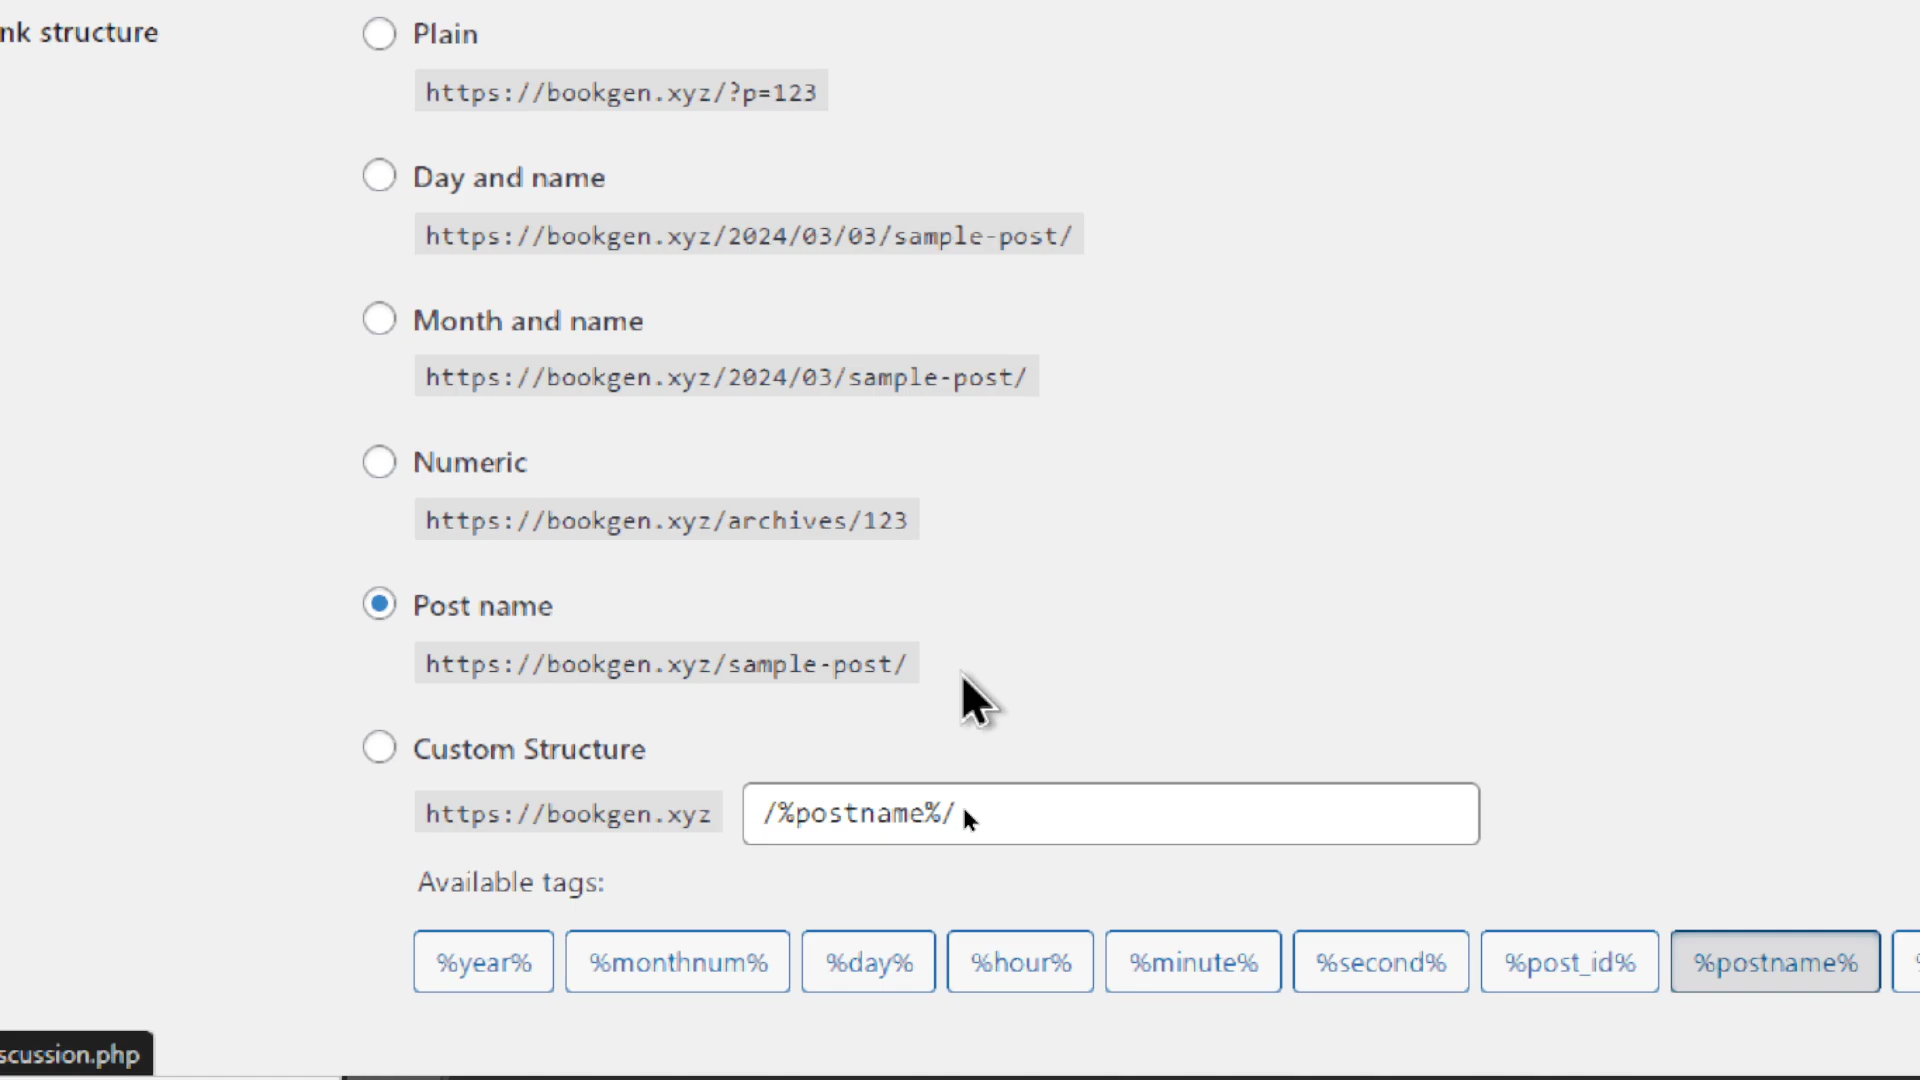 nk structure
Plain
https://bookgen.xyz/?p=123
Day and name
https://bookgen.xyz/2024/03/03/sample-post/
Month and name
https://bookgen.xyz/2024/03/sample-post/
Numeric
https://bookgen.xyz/archives/123
Post name
https://bookgen.xyz/sample-post/
Custom Structure
https://bookgen.xyz /%postname%/
Available tags:
%year% %monthnum% %day% %hour% %minute% %second% %post_id% %postname%
scussion.php